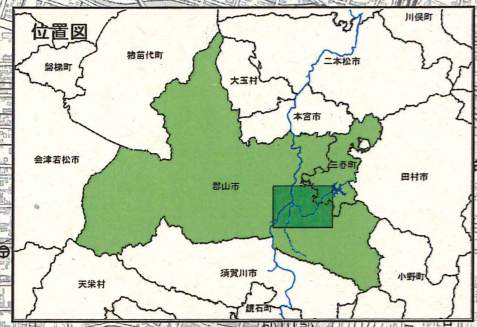 位置図
川俣町
猪苗代町
磐梯町
二本松市
大玉村
本宮市
会津若松市
三春町
田村市
郡山市
須賀川市
小野町
天栄村
鏡石町